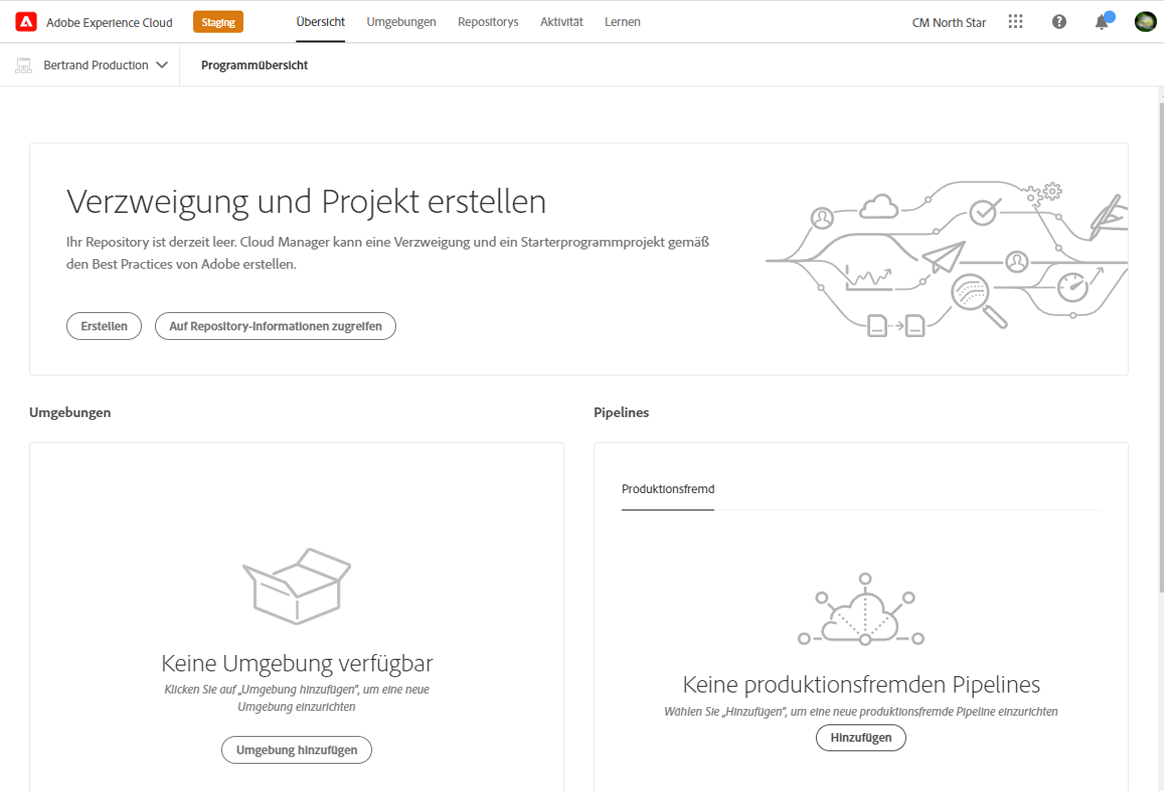 Adobe Experience Cloud
Staging
Übersicht
Umgebungen
Repositorys
Aktivität
Lernen
CM North Star
Bertrand Production
Programmübersicht
Verzweigung und Projekt erstellen
Ihr Repository ist derzeit leer. Cloud Manager kann eine Verzweigung und ein Starterprogrammprojekt gemäß
den Best Practices von Adobe erstellen.
Erstellen
Auf Repository-Informationen zugreifen
Umgebungen
Keine Umgebung verfügbar
Klicken Sie auf „Umgebung hinzufügen“, um eine neue
Umgebung einzurichten
Umgebung hinzufügen
Pipelines
Produktionsfremd
Keine produktionsfremden Pipelines
Wählen Sie „Hinzufügen“, um eine neue produktionsfremde Pipeline einzurichten
Hinzufügen